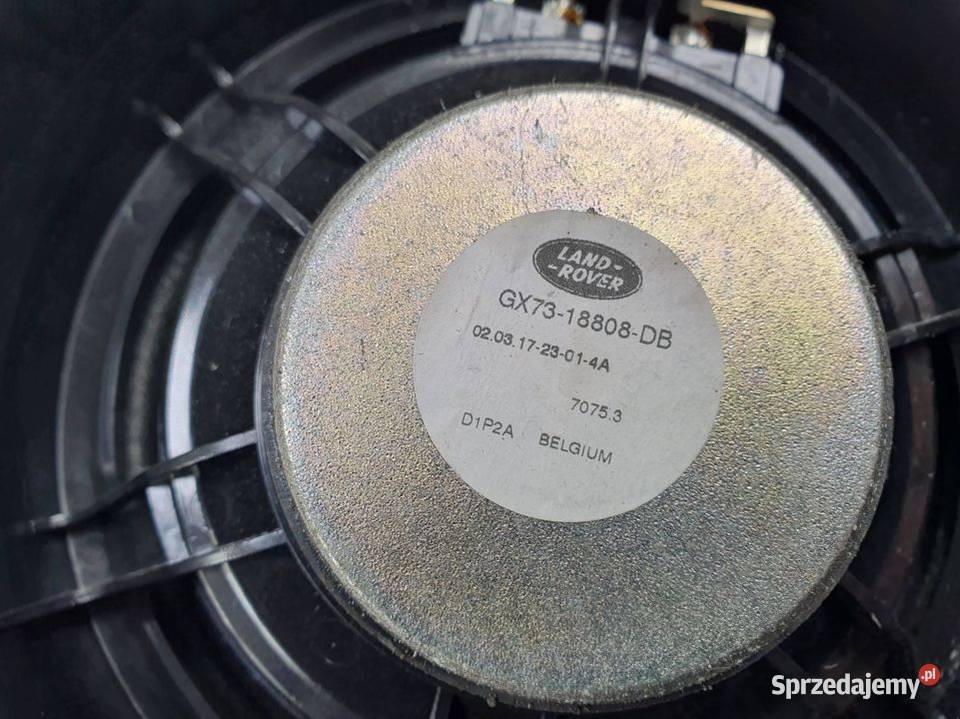 LAND-
-ROVER
GX73-18808-DB
02.03.17-23-01-4A
7075.3
D1P2A BELGIUM
Sprzedajemy.pl